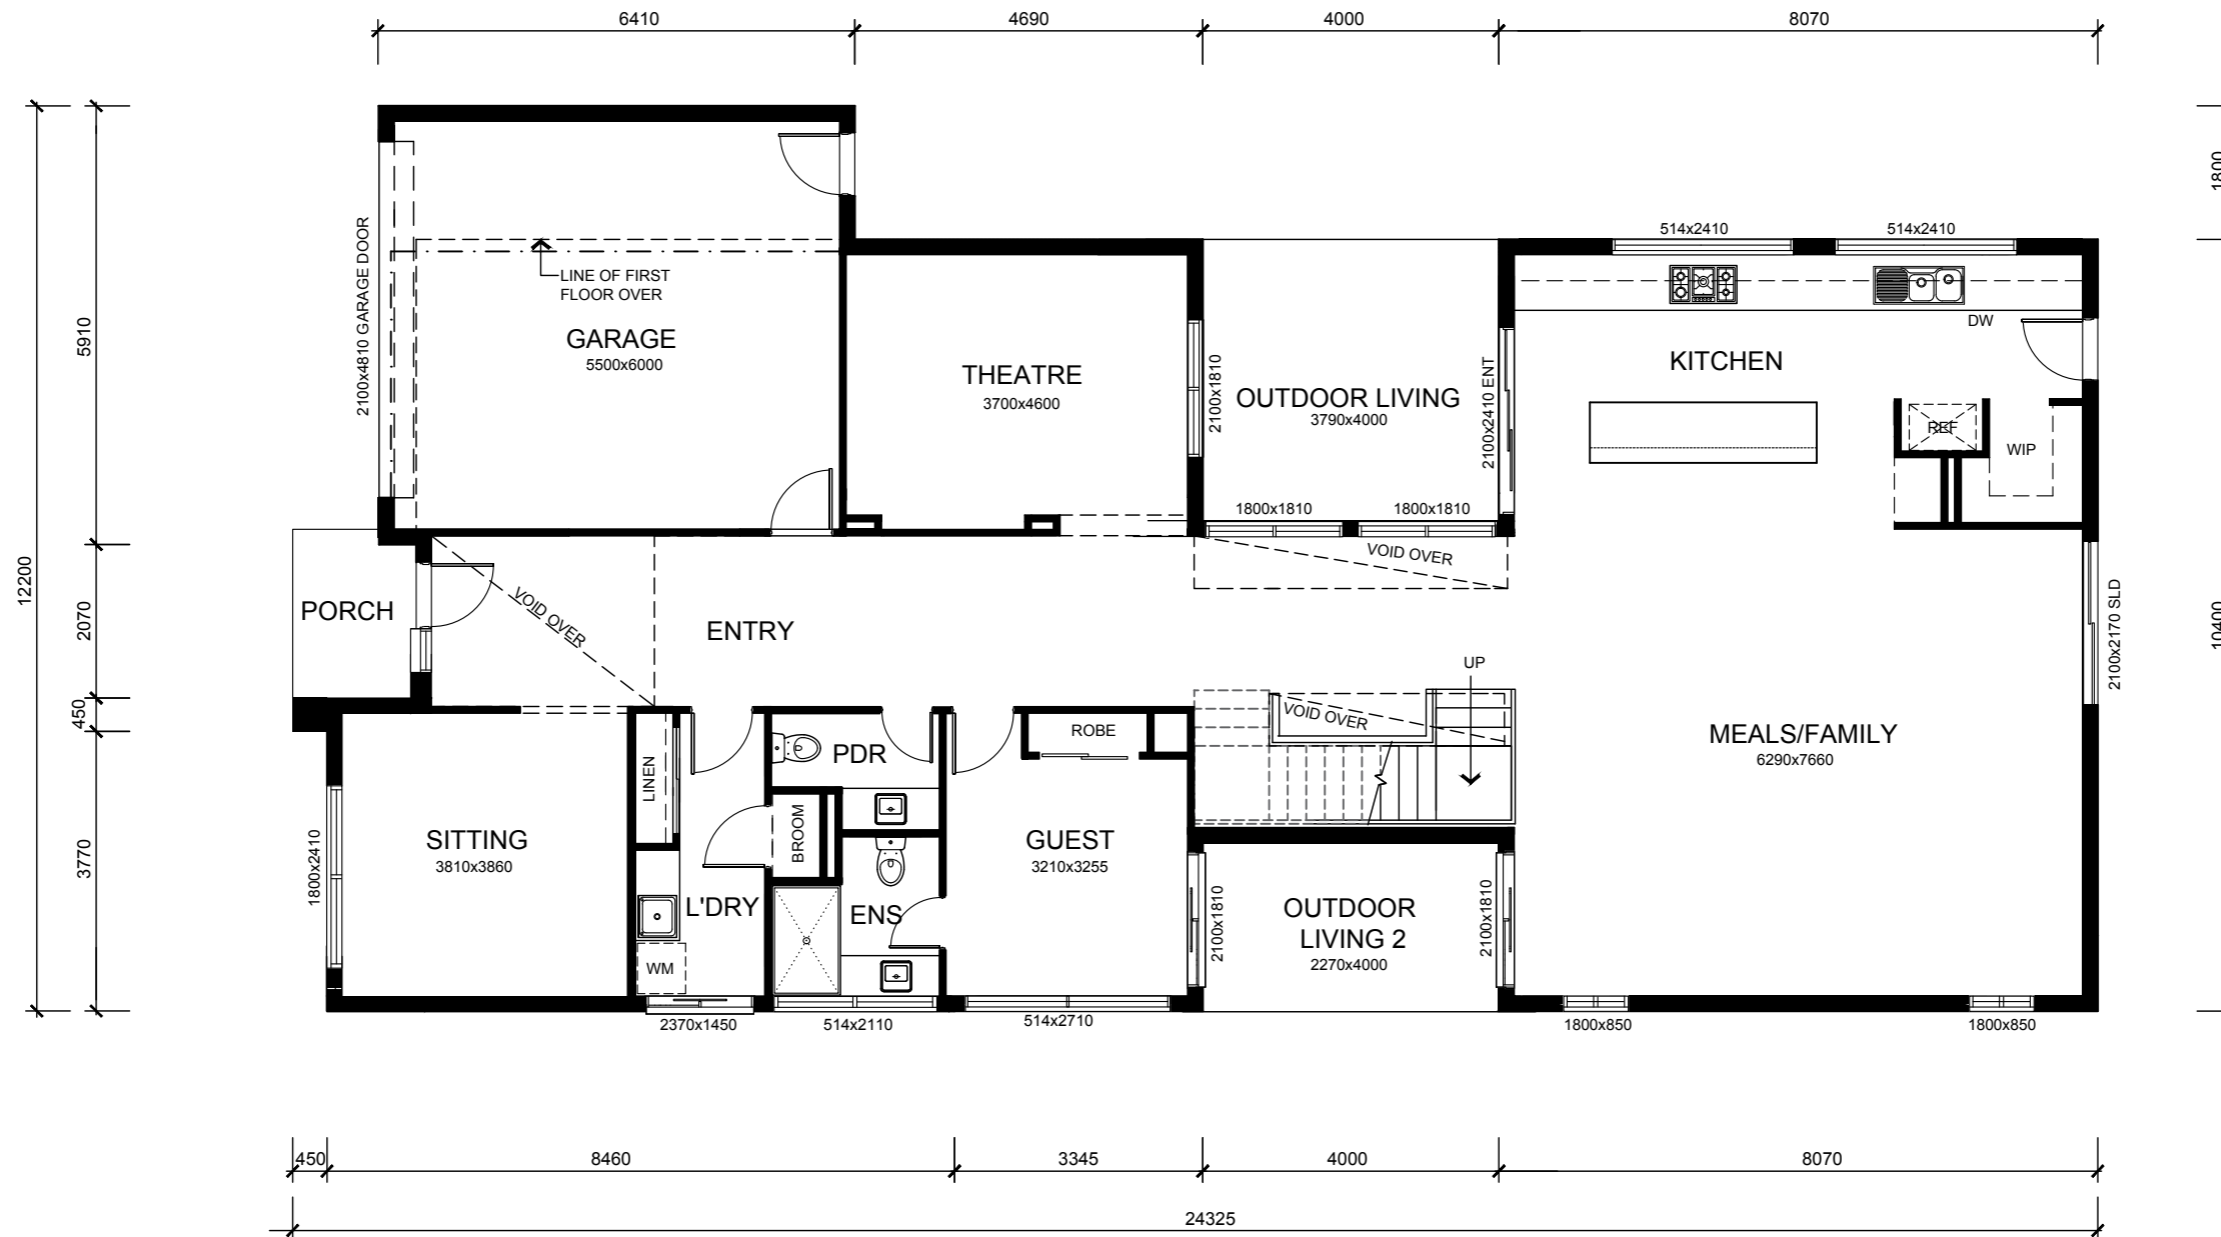 6410
4690
4000
8070
12200
5910
2070
450
3770
1800
10400
2100x4810 GARAGE DOOR
LINE OF FIRST
FLOOR OVER
GARAGE
5500x6000
THEATRE
3700x4600
2100x1810
OUTDOOR LIVING
3790x4000
2100x2410 ENT
1800x1810
1800x1810
514x2410
514x2410
DW
KITCHEN
REF
WIP
VOID OVER
PORCH
VOID OVER
ENTRY
UP
VOID OVER
2100x2170 SLD
MEALS/FAMILY
6290x7660
1800x2410
SITTING
3810x3860
LINEN
PDR
BROOM
ROBE
GUEST
3210x3255
L'DRY
ENS
WM
2100x1810
OUTDOOR
LIVING 2
2270x4000
2100x1810
2370x1450
514x2110
514x2710
1800x850
1800x850
450
8460
3345
4000
8070
24325